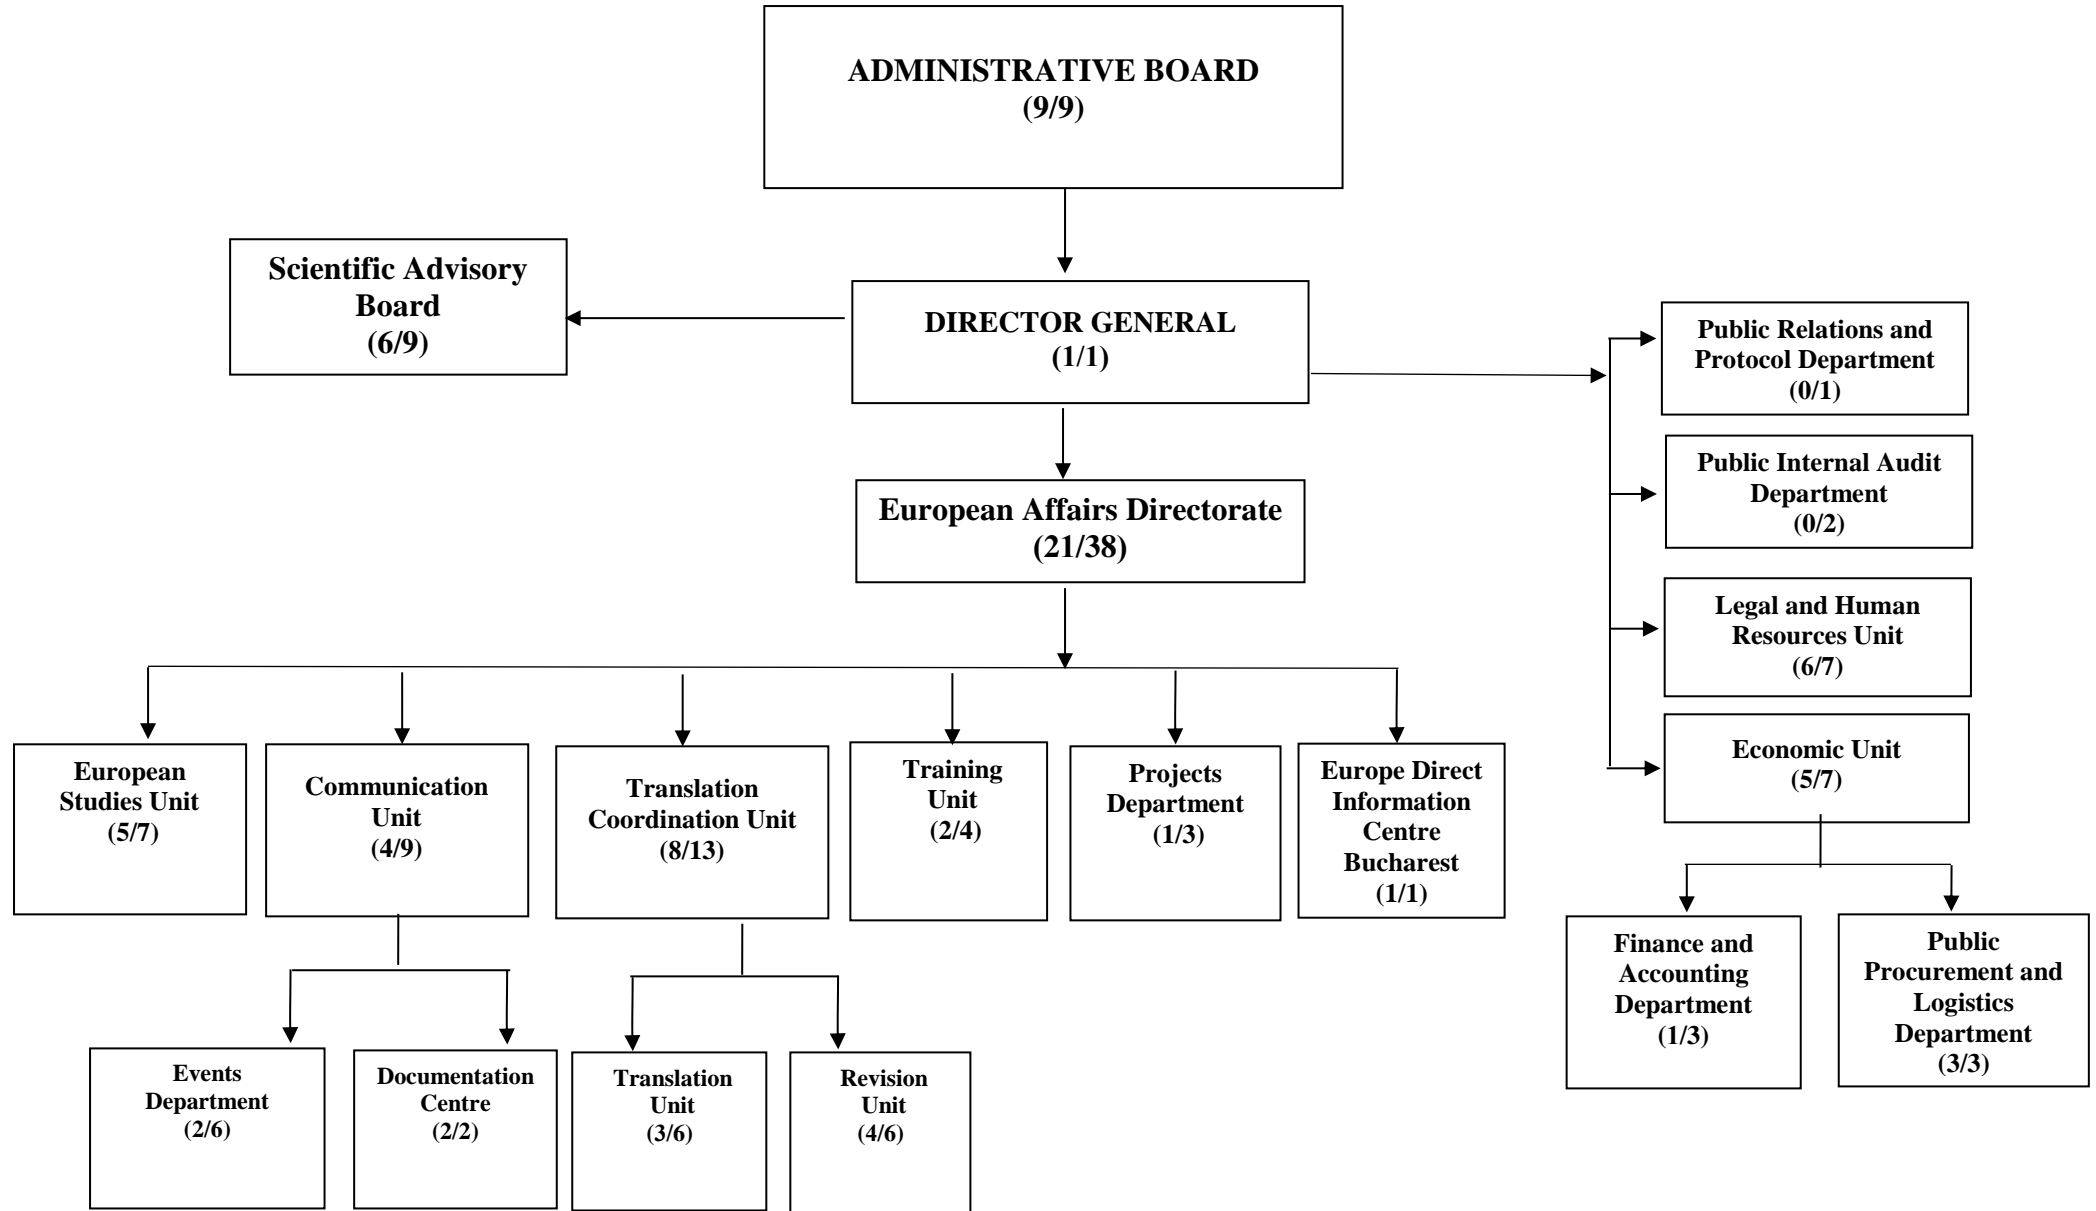 ADMINISTRATIVE BOARD
(9/9)
Scientific Advisory
Board
(6/9)
DIRECTOR GENERAL
(1/1)
Public Relations and
Protocol Department
(0/1)
Public Internal Audit
Department
(0/2)
Legal and Human
Resources Unit
(6/7)
Economic Unit
(5/7)
European Affairs Directorate
(21/38)
European
Studies Unit
(5/7)
Communication
Unit
(4/9)
Translation
Coordination Unit
(8/13)
Training
Unit
(2/4)
Projects
Department
(1/3)
Europe Direct
Information
Centre
Bucharest
(1/1)
Finance and
Accounting
Department
(1/3)
Public
Procurement and
Logistics
Department
(3/3)
Events
Department
(2/6)
Documentation
Centre
(2/2)
Translation
Unit
(3/6)
Revision
Unit
(4/6)